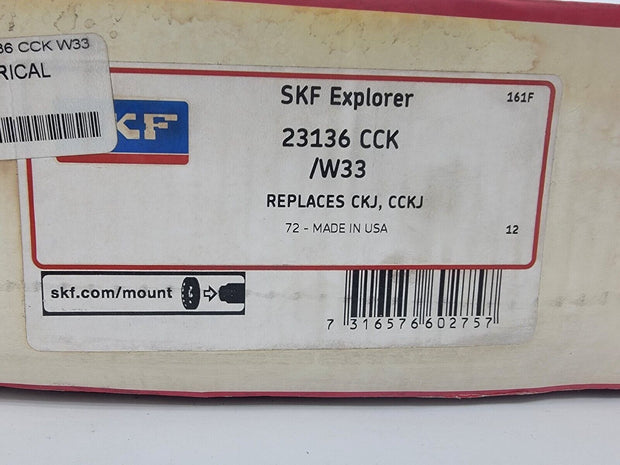 36 CCK W33
RICAL
KF
SKF Explorer
161F
23136 CCK
/W33
REPLACES CKJ, CCKJ
72 - MADE IN USA
12
skf.com/mount
7 316576 602757